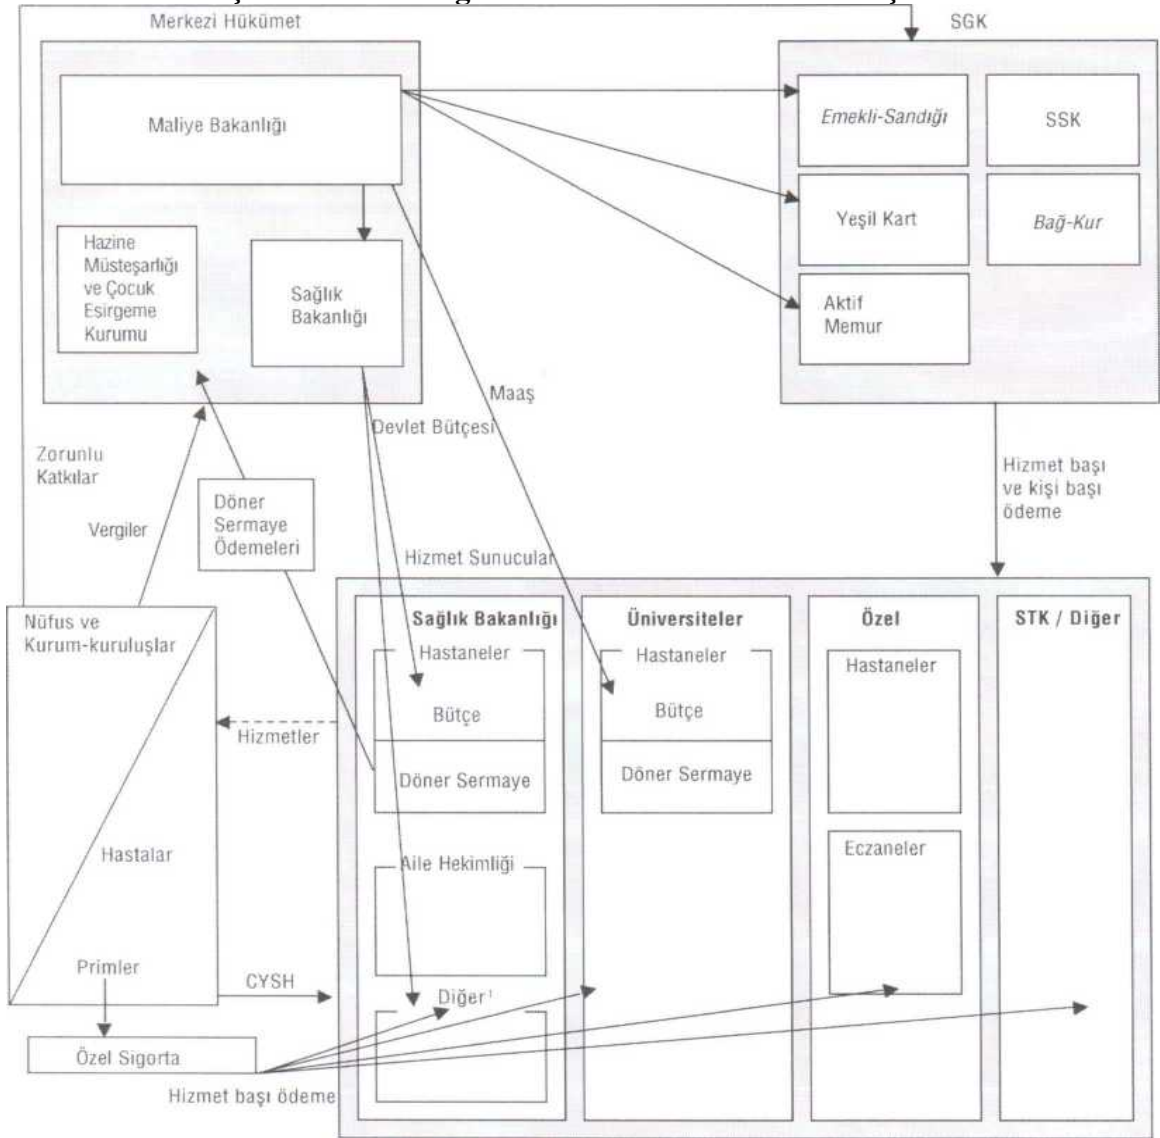 Merkezi Hükümet
SGK
Maliye Bakanlığı
Emekli-Sandığı
SSK
Yeşil Kart
Bağ-Kur
Hazine
Müsteşarlığı
ve Çocuk
Esirgeme
Kurumu
Sağlık
Bakanlığı
Aktif
Memur
Maaş
Devlet Bütçesi
Zorunlu
Katkılar
Hizmet başı
ve kişi başı
ödeme
Döner
Sermaye
Ödemeleri
Vergiler
Hizmet Sunucular
Nüfus ve
Kurum-kuruluşlar
Sağlık Bakanlığı
Üniversiteler
Özel
STK / Diğer
Hastaneler
Hastaneler
Hastaneler
Bütçe
Bütçe
Hizmetler
Döner Sermaye
Döner Sermaye
Hastalar
Aile Hekimliği
Eczaneler
Primler
CYSH
Diğer¹
Özel Sigorta
Hizmet başı ödeme